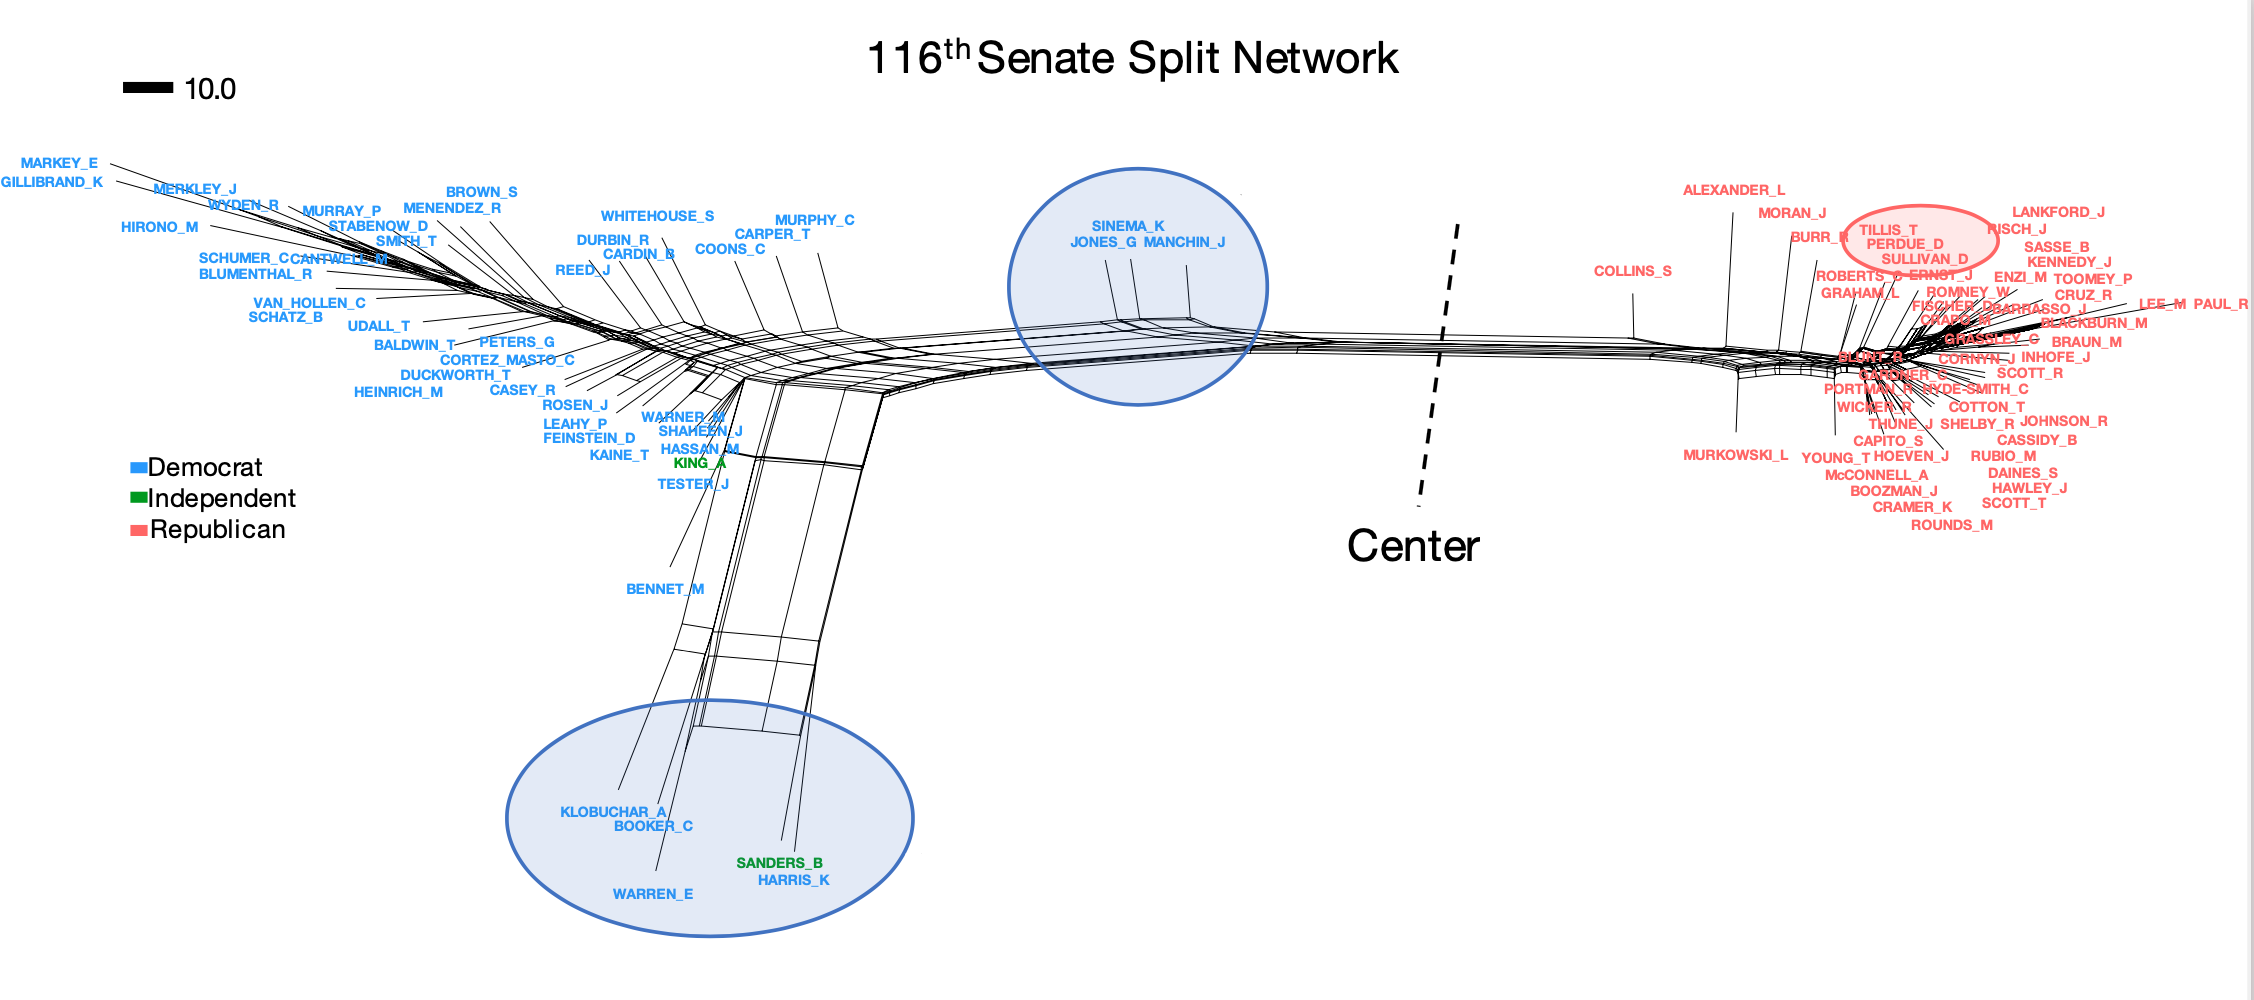 116th Senate Split Network
10.0
MARKEY_E
GILLIBRAND_K
MERKLEY_J
WYDEN_R
HIRONO_M
MURRAY_P
STABENOW_D
SMITH_T
BROWN_S
MENENDEZ_R
SCHUMER_C
CANTWELL_M
BLUMENTHAL_R
VAN_HOLLEN_C
SCHATZ_B
UDALL_T
BALDWIN_T
PETERS_G
CORTEZ_MASTO_C
DUCKWORTH_T
HEINRICH_M
CASEY_R
ROSEN_J
LEAHY_P
FEINSTEIN_D
KAINE_T
WHITEHOUSE_S
DURBIN_R
CARDIN_B
REED_J
MURPHY_C
CARPER_T
COONS_C
WARNER_M
SHAHEEN_J
HASSAN_M
KING_A
TESTER_J
BENNET_M
SINEMA_K
JONES_G MANCHIN_J
Center
Democrat
Independent
Republican
KLOBUCHAR_A
BOOKER_C
SANDERS_B
HARRIS_K
WARREN_E
COLLINS_S
ALEXANDER_L
MORAN_J
BURR_R
TILLIS_T
PERDUE_D
SULLIVAN_D
LANKFORD_J
RISCH_J
SASSE_B
KENNEDY_J
ROBERTS_C ERNST_J
ENZI_M TOOMEY_P
GRAHAM_L
ROMNEY_W
CRUZ_R
FISCHER_D
BARRASSO_J
LEE_M PAUL_R
CRAPO_M
BLACKBURN_M
GRASSLEY_C
BRAUN_M
BLUNT_R
CORNYN_J INHOFE_J
GARDNER_C
SCOTT_R
PORTMAN_R HYDE-SMITH_C
WICKER_R
COTTON_T
THUNE_J SHELBY_R JOHNSON_R
CAPITO_S
CASSIDY_B
MURKOWSKI_L
YOUNG_T HOEVEN_J
RUBIO_M
McCONNELL_A
DAINES_S
BOOZMAN_J
HAWLEY_J
CRAMER_K
SCOTT_T
ROUNDS_M